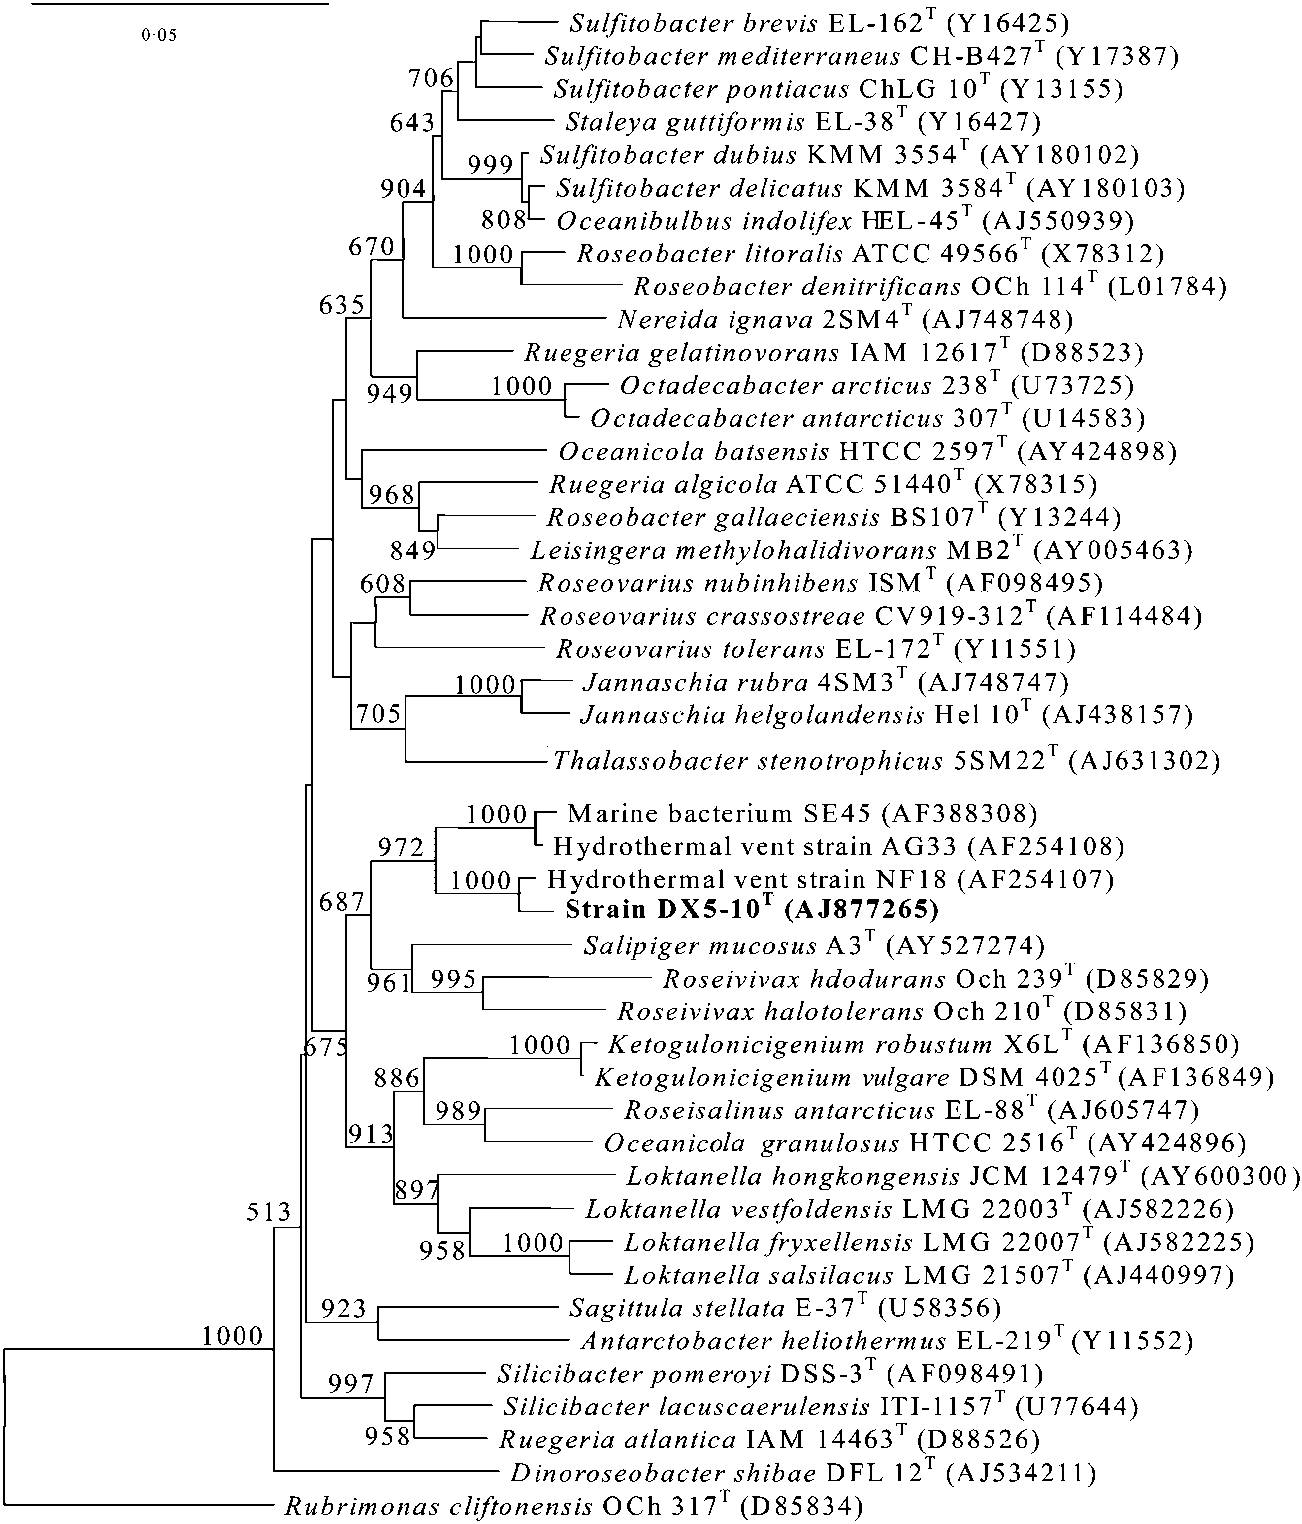 0·05
Sulfitobacter brevis EL-162T (Y16425)
Sulfitobacter mediterraneus CH-B427T (Y17387)
706
Sulfitobacter pontiacus ChLG 10T (Y13155)
643
Staleya guttiformis EL-38T (Y16427)
999
Sulfitobacter dubius KMM 3554T (AY180102)
904
Sulfitobacter delicatus KMM 3584T (AY180103)
808
Oceanibulbus indolifex HEL-45T (AJ550939)
670
1000
Roseobacter litoralis ATCC 49566T (X78312)
Roseobacter denitrificans OCh 114T (L01784)
635
Nereida ignava 2SM4T (AJ748748)
Ruegeria gelatinovorans IAM 12617T (D88523)
949
1000
Octadecabacter arcticus 238T (U73725)
Octadecabacter antarcticus 307T (U14583)
Oceanicola batsensis HTCC 2597T (AY424898)
968
Ruegeria algicola ATCC 51440T (X78315)
Roseobacter gallaeciensis BS107T (Y13244)
849
Leisingera methylohalidivorans MB2T (AY005463)
608
Roseovarius nubinhibens ISMT (AF098495)
Roseovarius crassostreae CV919-312T (AF114484)
Roseovarius tolerans EL-172T (Y11551)
1000
Jannaschia rubra 4SM3T (AJ748747)
705
Jannaschia helgolandensis Hel 10T (AJ438157)
Thalassobacter stenotrophicus 5SM22T (AJ631302)
1000
Marine bacterium SE45 (AF388308)
972
Hydrothermal vent strain AG33 (AF254108)
1000
Hydrothermal vent strain NF18 (AF254107)
687
Strain DX5-10T (AJ877265)
Salipiger mucosus A3T (AY527274)
961
995
Roseivivax hdodurans Och 239T (D85829)
Roseivivax halotolerans Och 210T (D85831)
675
1000
Ketogulonicigenium robustum X6LT (AF136850)
886
Ketogulonicigenium vulgare DSM 4025T (AF136849)
989
Roseisalinus antarcticus EL-88T (AJ605747)
913
Oceanicola granulosus HTCC 2516T (AY424896)
897
Loktanella hongkongensis JCM 12479T (AY600300)
513
Loktanella vestfoldensis LMG 22003T (AJ582226)
958
1000
Loktanella fryxellensis LMG 22007T (AJ582225)
Loktanella salsilacus LMG 21507T (AJ440997)
923
Sagittula stellata E-37T (U58356)
1000
Antarctobacter heliothermus EL-219T (Y11552)
997
Silicibacter pomeroyi DSS-3T (AF098491)
Silicibacter lacuscaerulensis ITI-1157T (U77644)
958
Ruegeria atlantica IAM 14463T (D88526)
Dinoroseobacter shibae DFL 12T (AJ534211)
Rubrimonas cliftonensis OCh 317T (D85834)